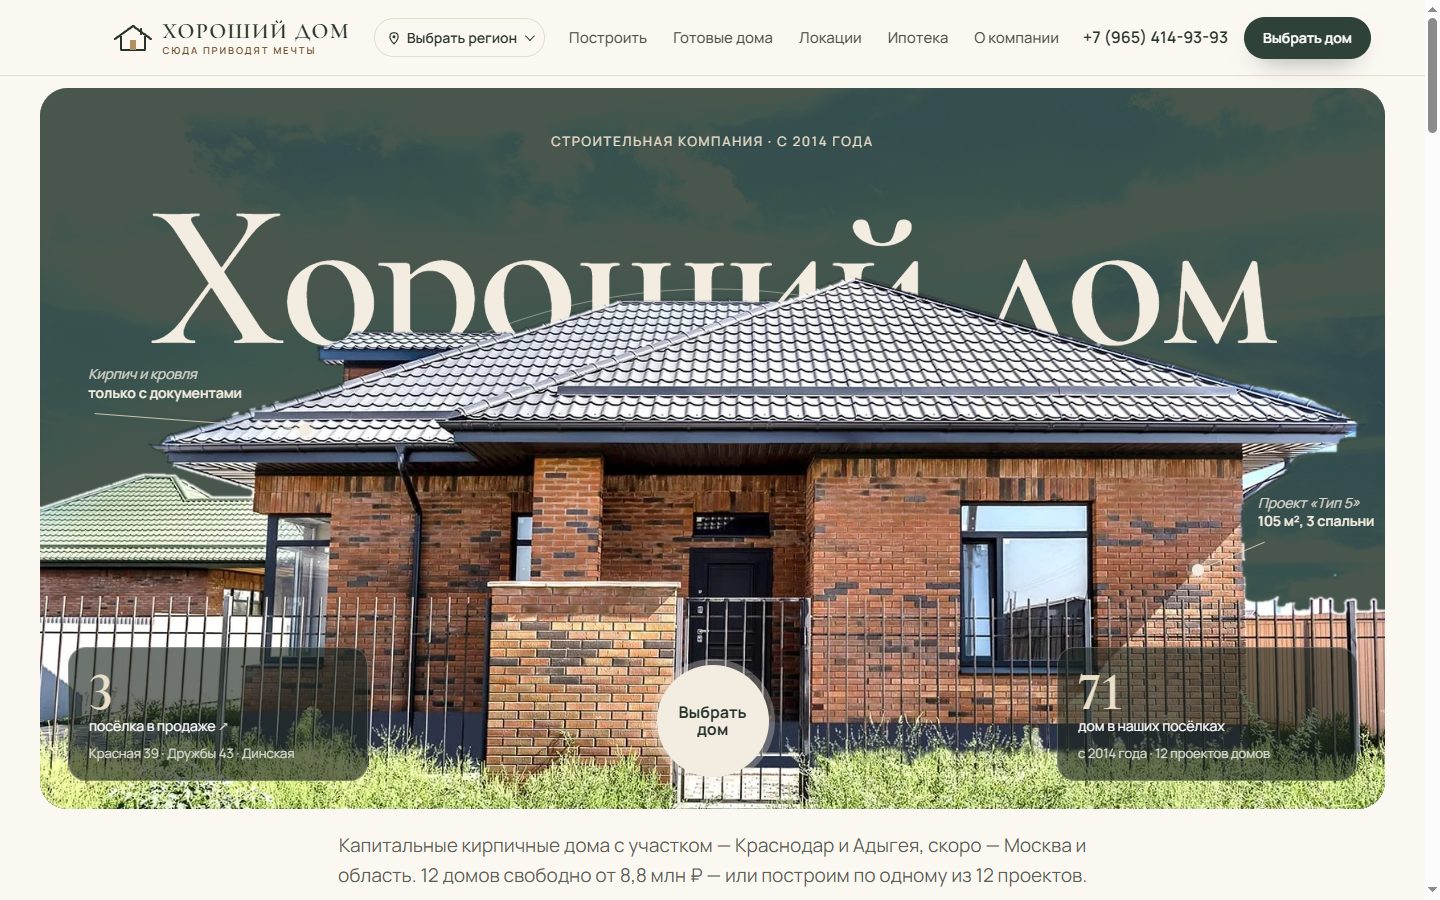 ХОРОШИЙ ДОМ
СЮДА ПРИВОДЯТ МЕЧТЫ
Выбрать регион
Построить
Готовые дома
Локации
Ипотека
О компании
+7 (965) 414-93-93
Выбрать дом
СТРОИТЕЛЬНАЯ КОМПАНИЯ · С 2014 ГОДА
Хороший дом
Кирпич и кровля
только с документами
Проект «Тип 5»
105 м², 3 спальни
3
посёлка в продаже ↗
Красная 39 · Дружбы 43 · Динская
Выбрать
дом
71
дом в наших посёлках
с 2014 года · 12 проектов домов
Капитальные кирпичные дома с участком — Краснодар и Адыгея, скоро — Москва и
область. 12 домов свободно от 8,8 млн ₽ — или построим по одному из 12 проектов.